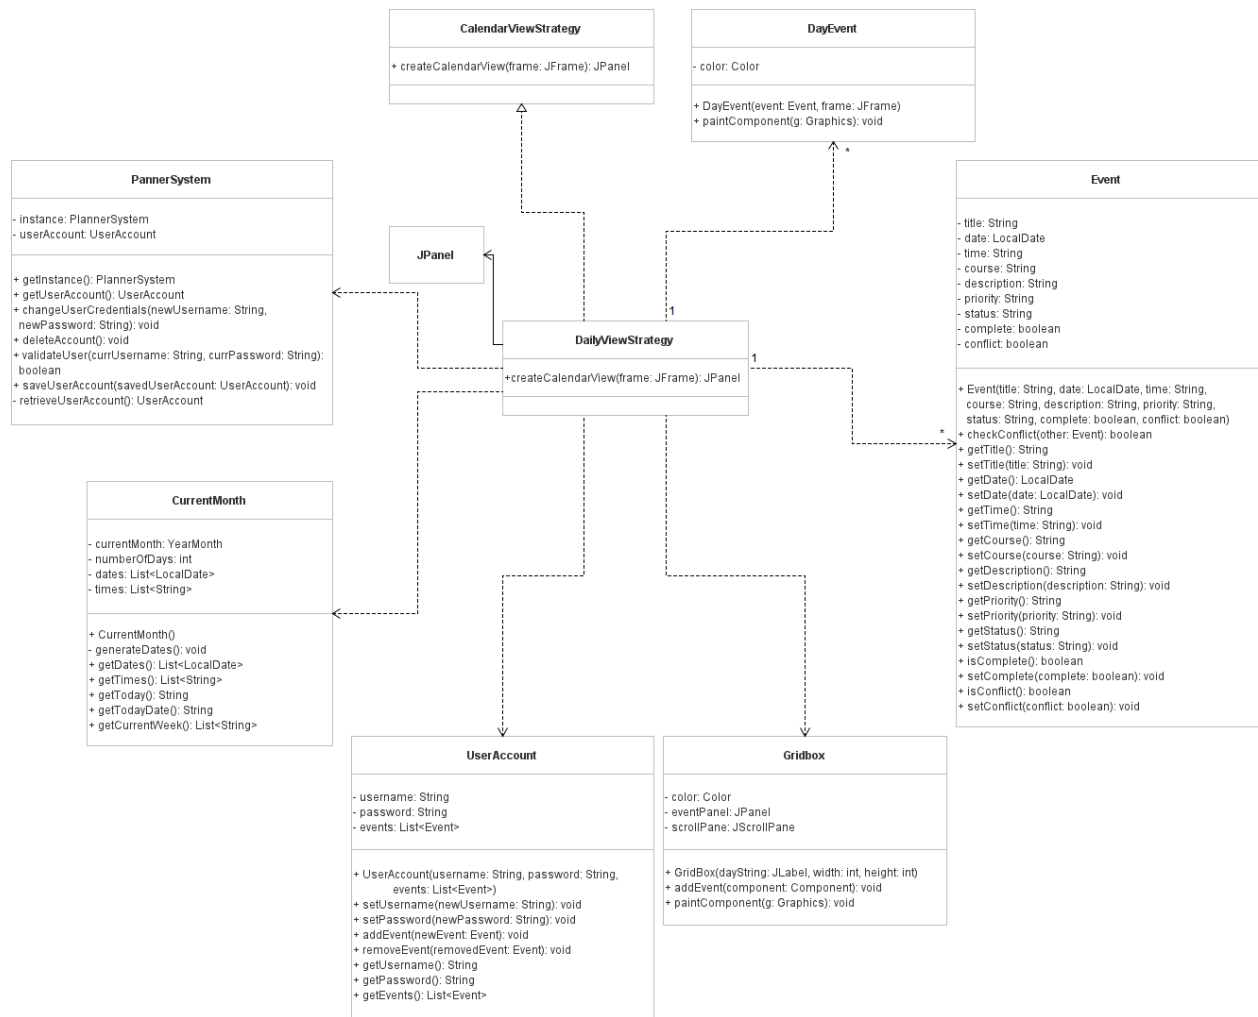 CalendarViewStrategy
+ createCalendarView(frame: JFrame): JPanel
DayEvent
- color: Color
+ DayEvent(event: Event, frame: JFrame)
+ paintComponent(g: Graphics): void
*
PannerSystem
- instance: PlannerSystem
- userAccount: UserAccount
+ getInstance(): PlannerSystem
+ getUserAccount(): UserAccount
+ changeUserCredentials(newUsername: String,
newPassword: String): void
+ deleteAccount(): void
+ validateUser(currUsername: String, currPassword: String):
boolean
+ saveUserAccount(savedUserAccount: UserAccount): void
- retrieveUserAccount(): UserAccount
JPanel
1
DailyViewStrategy
+createCalendarView(frame: JFrame): JPanel
1
*
Event
- title: String
- date: LocalDate
- time: String
- course: String
- description: String
- priority: String
- status: String
- complete: boolean
- conflict: boolean
+ Event(title: String, date: LocalDate, time: String,
course: String, description: String, priority: String,
status: String, complete: boolean, conflict: boolean)
+ checkConflict(other: Event): boolean
+ getTitle(): String
+ setTitle(title: String): void
+ getDate(): LocalDate
+ setDate(date: LocalDate): void
+ getTime(): String
+ setTime(time: String): void
+ getCourse(): String
+ setCourse(course: String): void
+ getDescription(): String
+ setDescription(description: String): void
+ getPriority(): String
+ setPriority(priority: String): void
+ getStatus(): String
+ setStatus(status: String): void
+ isComplete(): boolean
+ setComplete(complete: boolean): void
+ isConflict(): boolean
+ setConflict(conflict: boolean): void
CurrentMonth
- currentMonth: YearMonth
- numberOfDays: int
- dates: List<LocalDate>
- times: List<String>
+ CurrentMonth()
- generateDates(): void
+ getDates(): List<LocalDate>
+ getTimes(): List<String>
+ getToday(): String
+ getTodayDate(): String
+ getCurrentWeek(): List<String>
UserAccount
- username: String
- password: String
- events: List<Event>
+ UserAccount(username: String, password: String,
events: List<Event>)
+ setUsername(newUsername: String): void
+ setPassword(newPassword: String): void
+ addEvent(newEvent: Event): void
+ removeEvent(removedEvent: Event): void
+ getUsername(): String
+ getPassword(): String
+ getEvents(): List<Event>
Gridbox
- color: Color
- eventPanel: JPanel
- scrollPane: JScrollPane
+ GridBox(dayString: JLabel, width: int, height: int)
+ addEvent(component: Component): void
+ paintComponent(g: Graphics): void